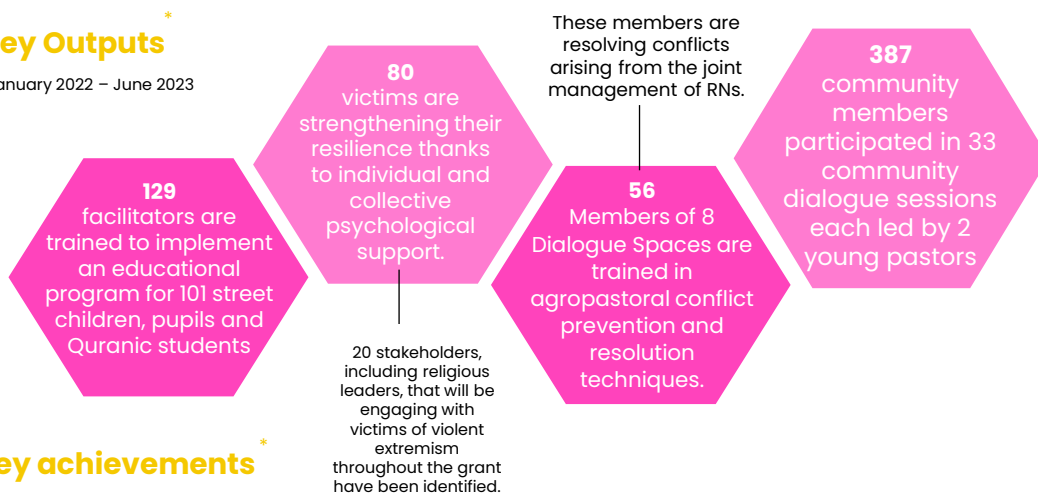 ey Outputs*
anuary 2022 – June 2023
129
facilitators are
trained to implement
an educational
program for 101 street
children, pupils and
Quranic students
80
victims are
strengthening their
resilience thanks
to individual and
collective
psychological
support.
20 stakeholders,
including religious
leaders, that will be
engaging with
victims of violent
extremism
throughout the grant
have been identified.
These members are
resolving conflicts
arising from the joint
management of RNs.
56
Members of 8
Dialogue Spaces are
trained in
agropastoral conflict
prevention and
resolution
techniques.
387
community
members
participated in 33
community
dialogue sessions
each led by 2
young pastors
ey achievements*